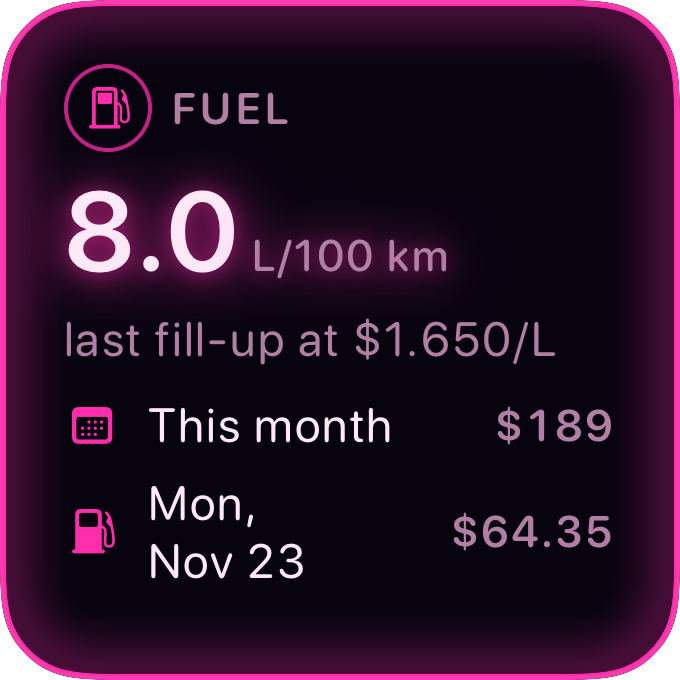 FUEL
8.0 L/100 km
last fill-up at $1.650/L
This month $189
Mon,
Nov 23 $64.35